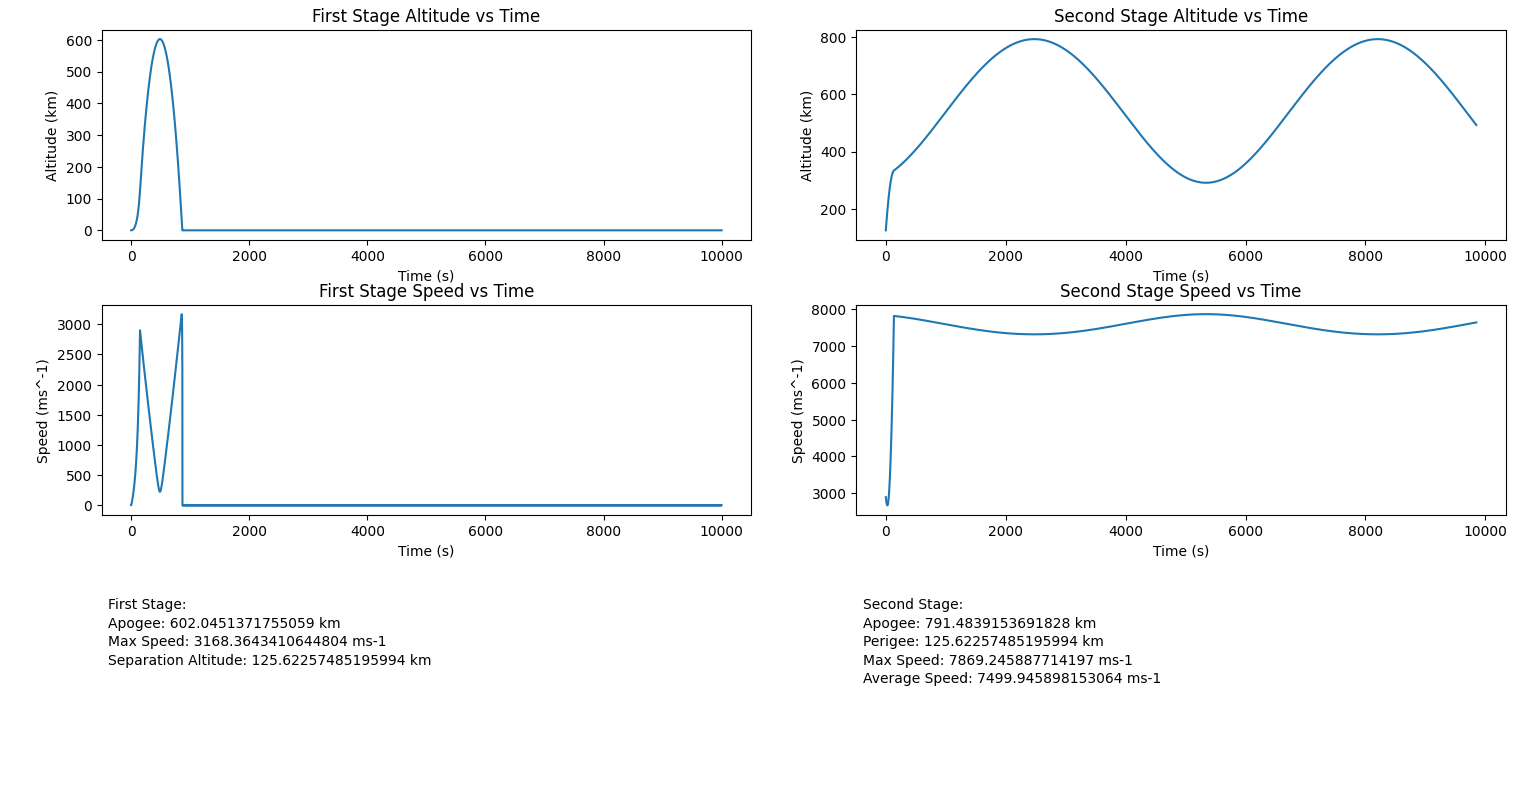 First Stage Altitude vs Time
Altitude (km)
600
500
400
300
200
100
0
0 2000 4000 6000 8000 10000
Time (s)
Second Stage Altitude vs Time
Altitude (km)
800
600
400
200
0 2000 4000 6000 8000 10000
Time (s)
First Stage Speed vs Time
Speed (ms^-1)
3000
2500
2000
1500
1000
500
0
0 2000 4000 6000 8000 10000
Time (s)
Second Stage Speed vs Time
Speed (ms^-1)
8000
7000
6000
5000
4000
3000
0 2000 4000 6000 8000 10000
Time (s)
First Stage:
Apogee: 602.0451371755059 km
Max Speed: 3168.3643410644804 ms-1
Separation Altitude: 125.62257485195994 km
Second Stage:
Apogee: 791.4839153691828 km
Perigee: 125.62257485195994 km
Max Speed: 7869.245887714197 ms-1
Average Speed: 7499.945898153064 ms-1